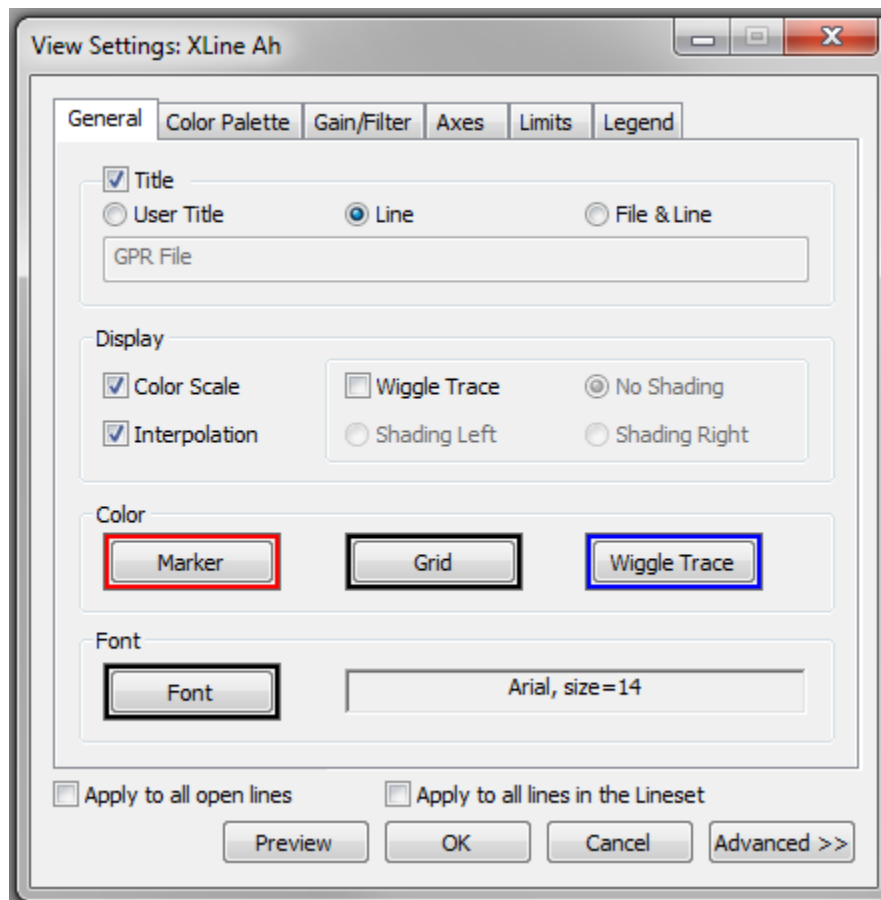 View Settings: XLine Ah
General Color Palette Gain/Filter Axes Limits Legend
Title
User Title Line File & Line
GPR File
Display
Color Scale Wiggle Trace No Shading
Interpolation Shading Left Shading Right
Color
Marker Grid Wiggle Trace
Font
Font Arial, size=14
Apply to all open lines Apply to all lines in the Lineset
Preview OK Cancel Advanced >>